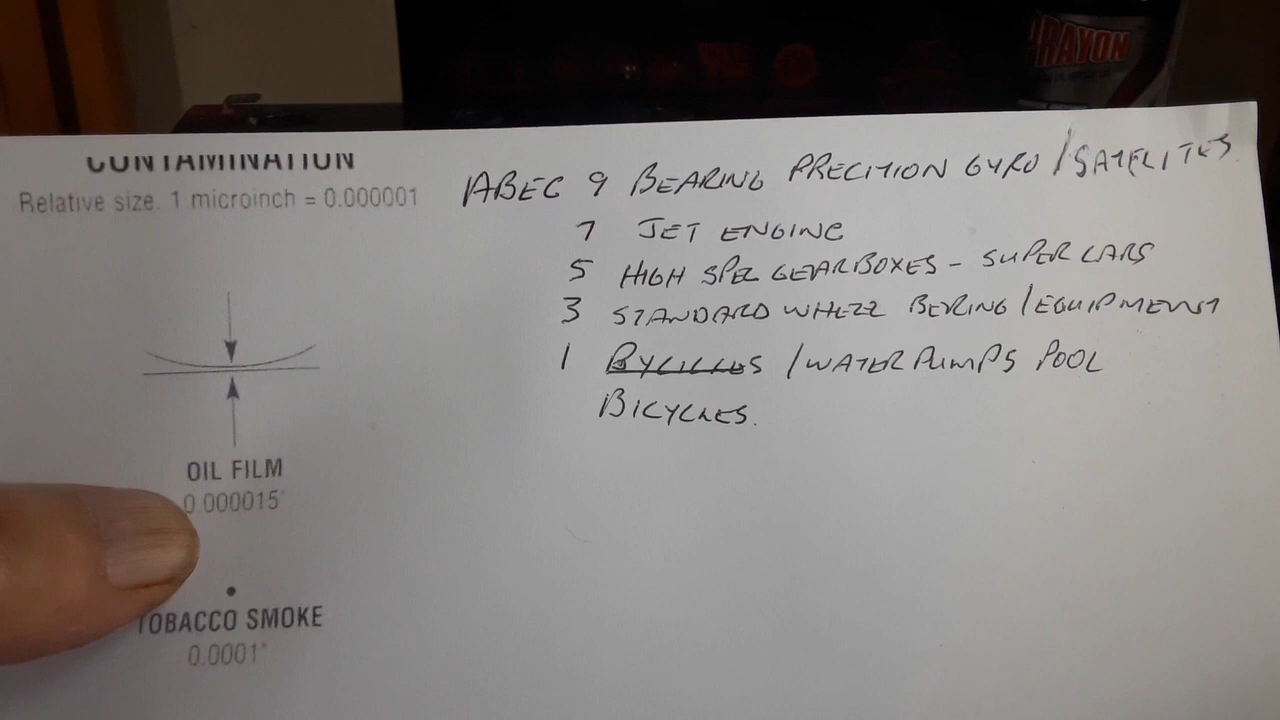 CONTAMINATION
Relative size. 1 microinch = 0.000001
OIL FILM
0.000015"
TOBACCO SMOKE
0.0001"
ABEC 9 BEARING PRECITION GYRO / SATELITES
7 JET ENGINE
5 HIGH SPEC GEARBOXES - SUPER CARS
3 STANDARD WHEEL BERING / EQUIPMENT
1 BYCICLES / WATER PUMPS POOL
BICYCLES.
RAYON